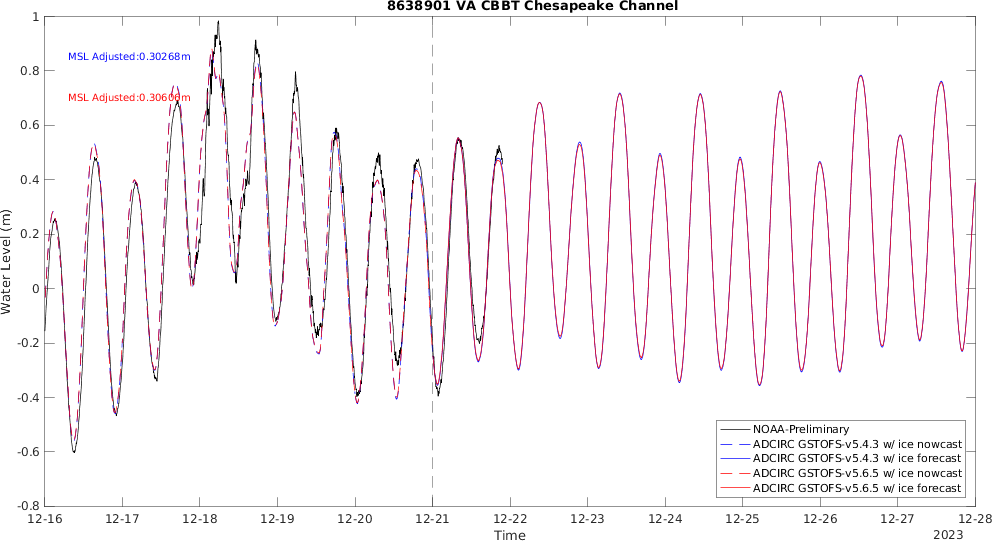 8638901 VA CBBT Chesapeake Channel
MSL Adjusted:0.30268m
MSL Adjusted:0.30606m
Water Level (m)
1
0.8
0.6
0.4
0.2
0
-0.2
-0.4
-0.6
-0.8
NOAA-Preliminary
ADCIRC GSTOFS-v5.4.3 w/ ice nowcast
ADCIRC GSTOFS-v5.4.3 w/ ice forecast
ADCIRC GSTOFS-v5.6.5 w/ ice nowcast
ADCIRC GSTOFS-v5.6.5 w/ ice forecast
12-16 12-17 12-18 12-19 12-20 12-21 12-22 12-23 12-24 12-25 12-26 12-27 12-28
Time
2023